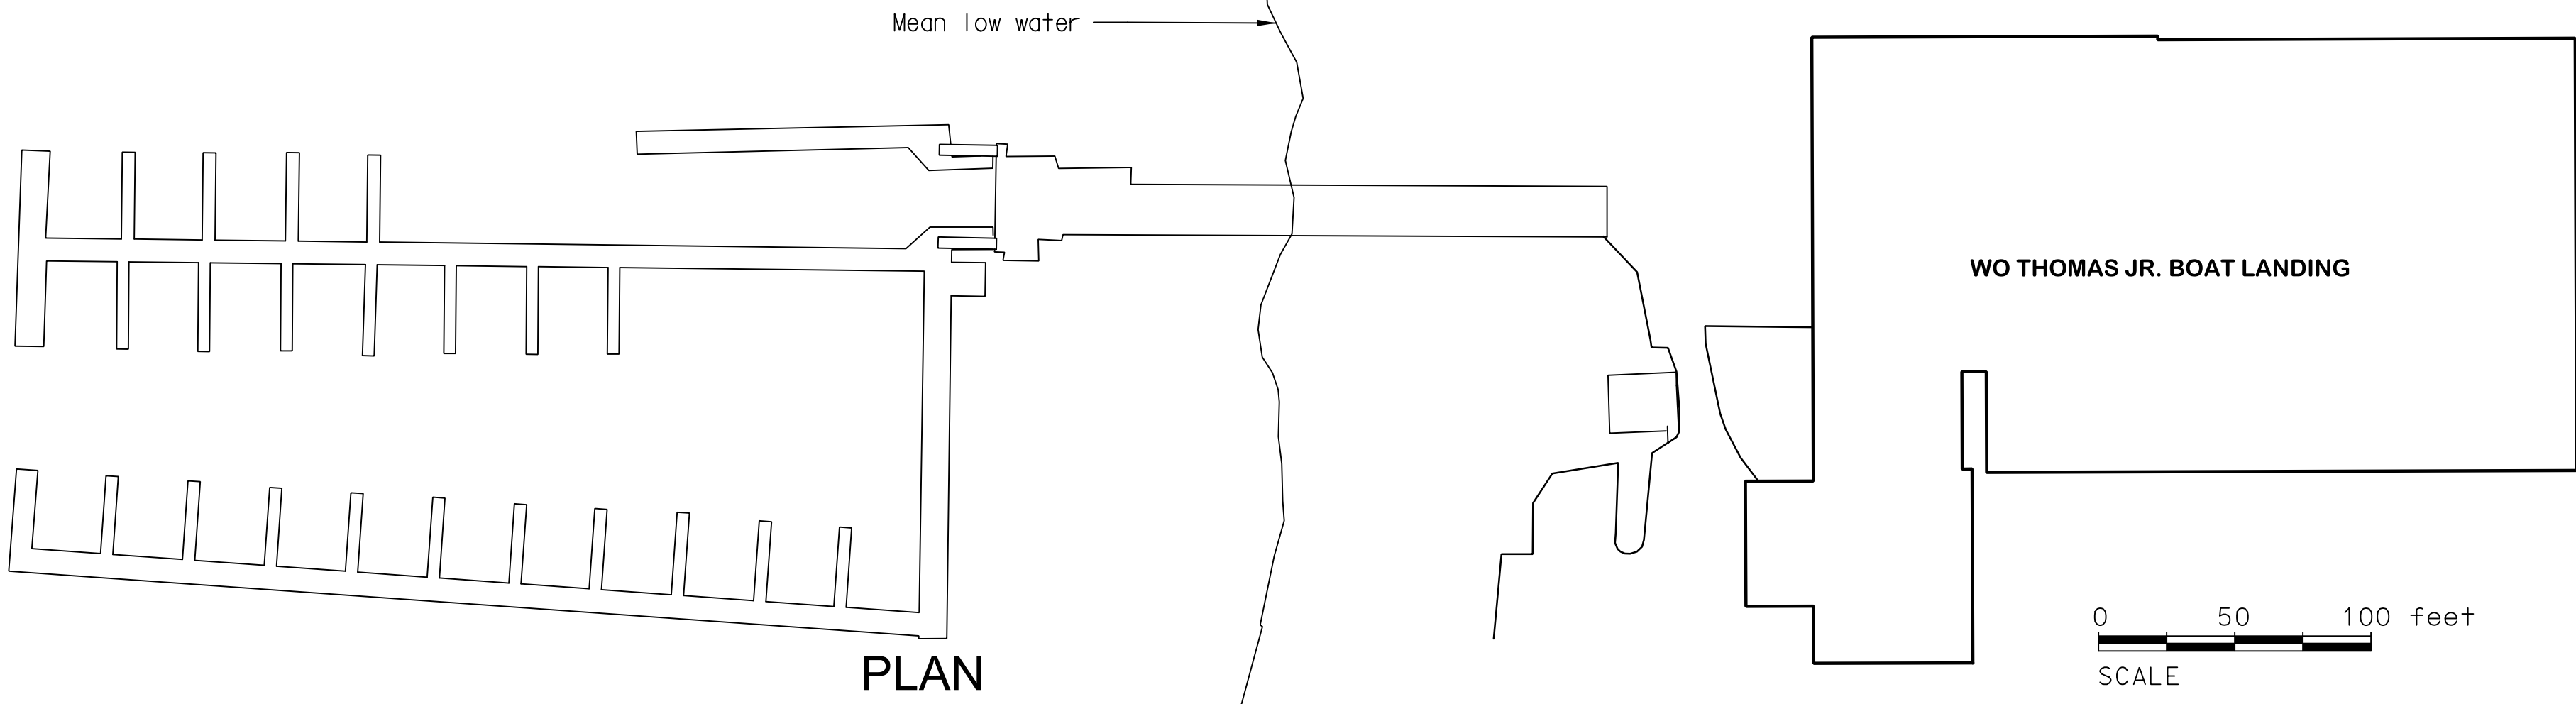 Mean low water
WO THOMAS JR. BOAT LANDING
0 50 100 feet
SCALE
PLAN